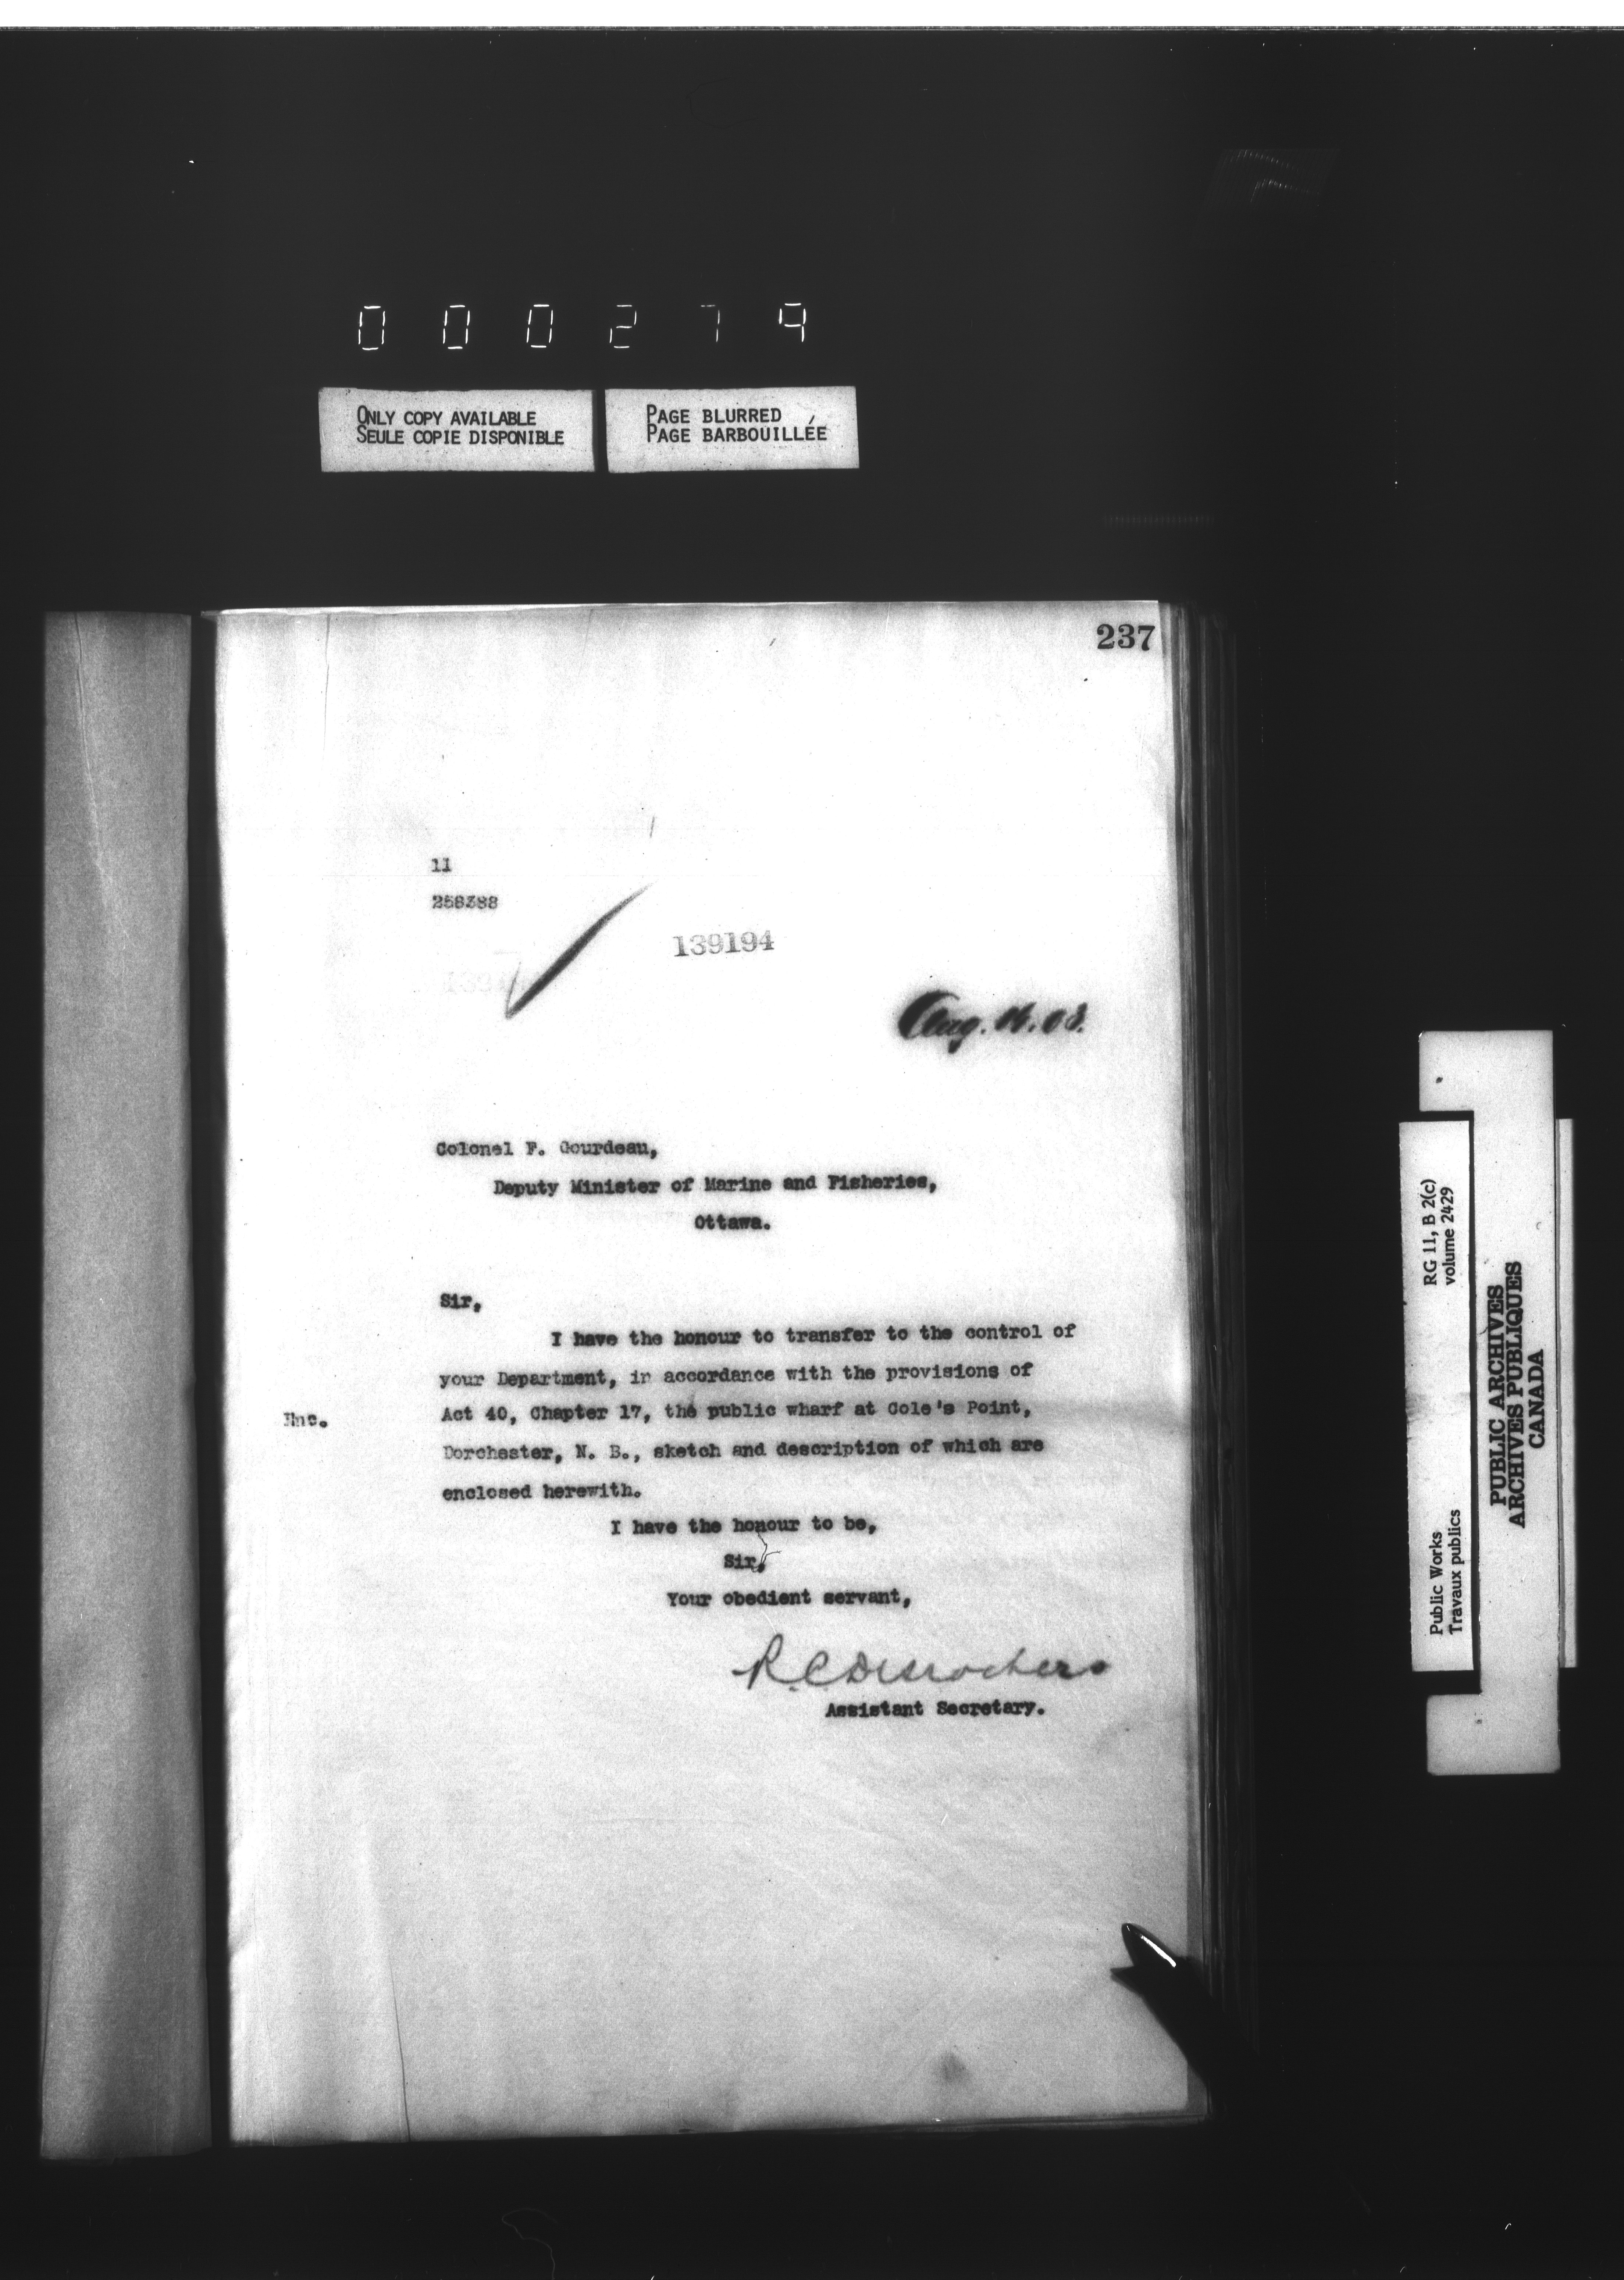 000279
ONLY COPY AVAILABLE
SEULE COPIE DISPONIBLE
PAGE BLURRED
PAGE BARBOUILLÉE
237
11
139194
Aug. 03.
Colonel F. Gourdeau,
Deputy Minister of Marine and Fisheries,
Ottawa.
Sir,
I have the honour to transfer to the control of
your Department, in accordance with the provisions of
Enc.
Act 40, Chapter 17, the public wharf at Cole's Point,
Dorchester, N. B., sketch and description of which are
enclosed herewith.
I have the honour to be,
Sir,
Your obedient servant,
R.C Desrochers
Assistant Secretary.
Public Works
Travaux publics
RG 11, B 2(c)
volume 2429
PUBLIC ARCHIVES
ARCHIVES PUBLIQUES
CANADA